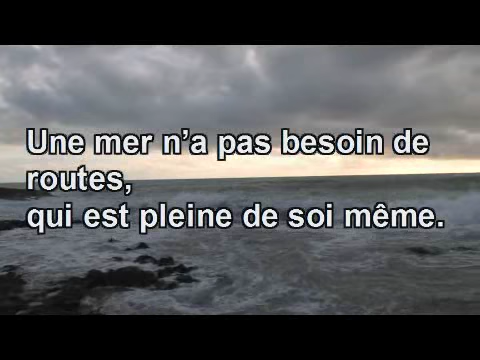 Une mer n’a pas besoin de
routes,
qui est pleine de soi même.